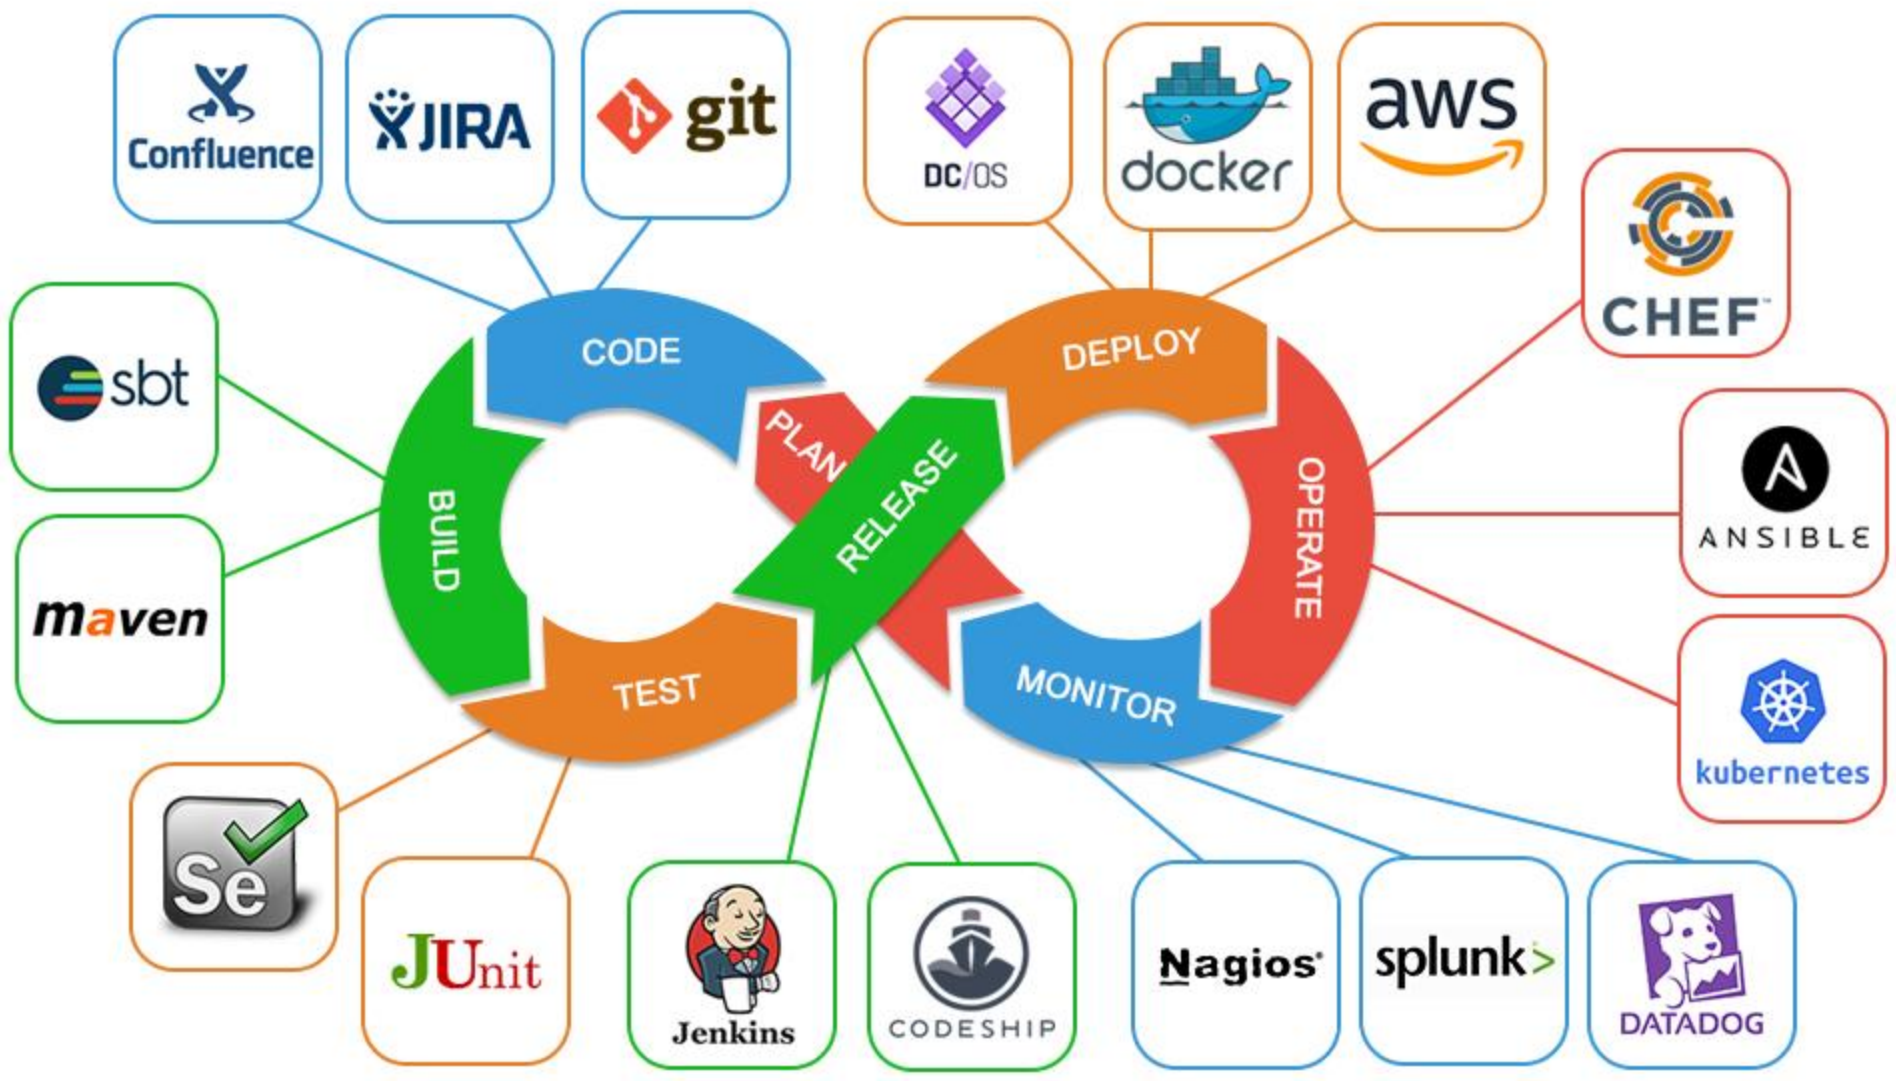 Confluence
JIRA
git
DC/OS
docker
aws
CHEF™
sbt
CODE
DEPLOY
PLAN
RELEASE
BUILD
OPERATE
ANSIBLE
maven
TEST
MONITOR
kubernetes
Se
JUnit
Jenkins
CODESHIP
Nagios®
splunk>
DATADOG